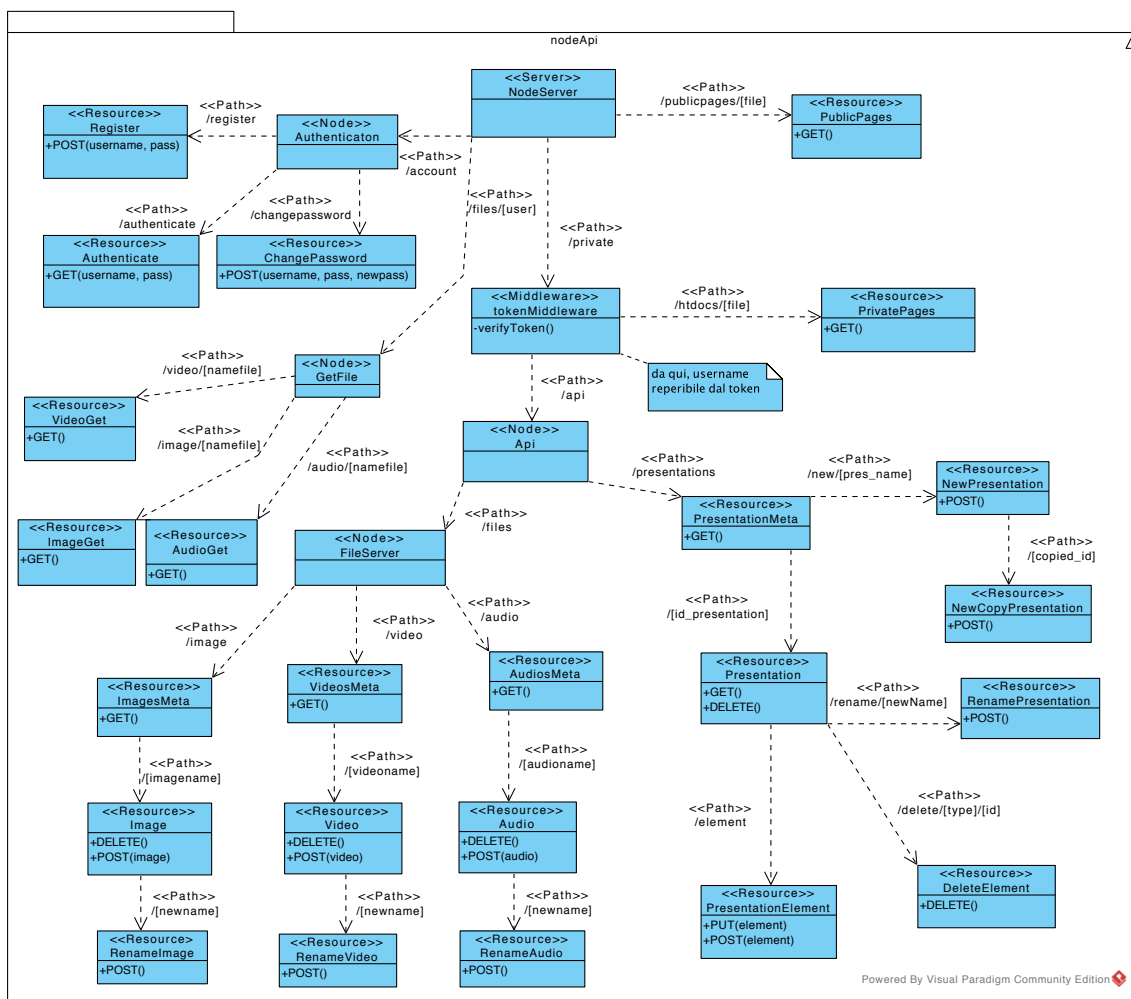 nodeApi
<<Server>>
NodeServer
<<Path>>
/publicpages/[file]
<<Resource>>
PublicPages
+GET()
<<Path>>
/register
<<Resource>>
Register
+POST(username, pass)
<<Node>>
Authenticaton
<<Path>>
/account
<<Path>>
/authenticate
<<Path>>
/changepassword
<<Path>>
/files/[user]
<<Path>>
/private
<<Resource>>
Authenticate
+GET(username, pass)
<<Resource>>
ChangePassword
+POST(username, pass, newpass)
<<Middleware>>
tokenMiddleware
-verifyToken()
<<Path>>
/htdocs/[file]
<<Resource>>
PrivatePages
+GET()
da qui, username
reperibile dal token
<<Path>>
/api
<<Node>>
GetFile
<<Path>>
/video/[namefile]
<<Resource>>
VideoGet
+GET()
<<Path>>
/image/[namefile]
<<Path>>
/audio/[namefile]
<<Resource>>
ImageGet
+GET()
<<Resource>>
AudioGet
+GET()
<<Node>>
Api
<<Path>>
/presentations
<<Path>>
/files
<<Resource>>
PresentationMeta
+GET()
<<Path>>
/new/[pres_name]
<<Resource>>
NewPresentation
+POST()
<<Path>>
/[copied_id]
<<Resource>>
NewCopyPresentation
+POST()
<<Node>>
FileServer
<<Path>>
/image
<<Path>>
/video
<<Path>>
/audio
<<Path>>
/[id_presentation]
<<Resource>>
ImagesMeta
+GET()
<<Resource>>
VideosMeta
+GET()
<<Resource>>
AudiosMeta
+GET()
<<Resource>>
Presentation
+GET()
+DELETE()
<<Path>>
/rename/[newName]
<<Resource>>
RenamePresentation
+POST()
<<Path>>
/[imagename]
<<Path>>
/[videoname]
<<Path>>
/[audioname]
<<Path>>
/element
<<Path>>
/delete/[type]/[id]
<<Resource>>
Image
+DELETE()
+POST(image)
<<Resource>>
Video
+DELETE()
+POST(video)
<<Resource>>
Audio
+DELETE()
+POST(audio)
<<Resource>>
PresentationElement
+PUT(element)
+POST(element)
<<Resource>>
DeleteElement
+DELETE()
<<Path>>
/[newname]
<<Path>>
/[newname]
<<Path>>
/[newname]
<<Resource>
RenameImage
+POST()
<<Resource>>
RenameVideo
+POST()
<<Resource>>
RenameAudio
+POST()
Powered By Visual Paradigm Community Edition